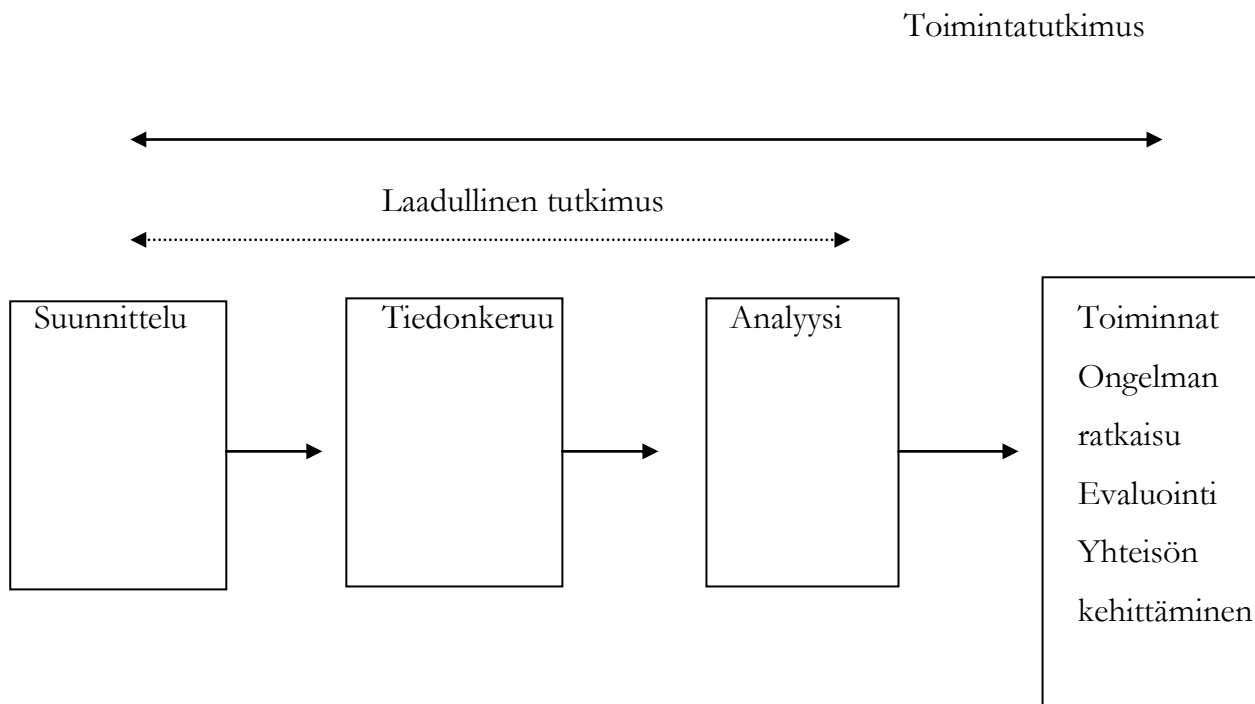 Toimintatutkimus
Laadullinen tutkimus
Suunnittelu
Tiedonkeruu
Analyysi
Toiminnat
Ongelman
ratkaisu
Evaluointi
Yhteisön
kehittäminen